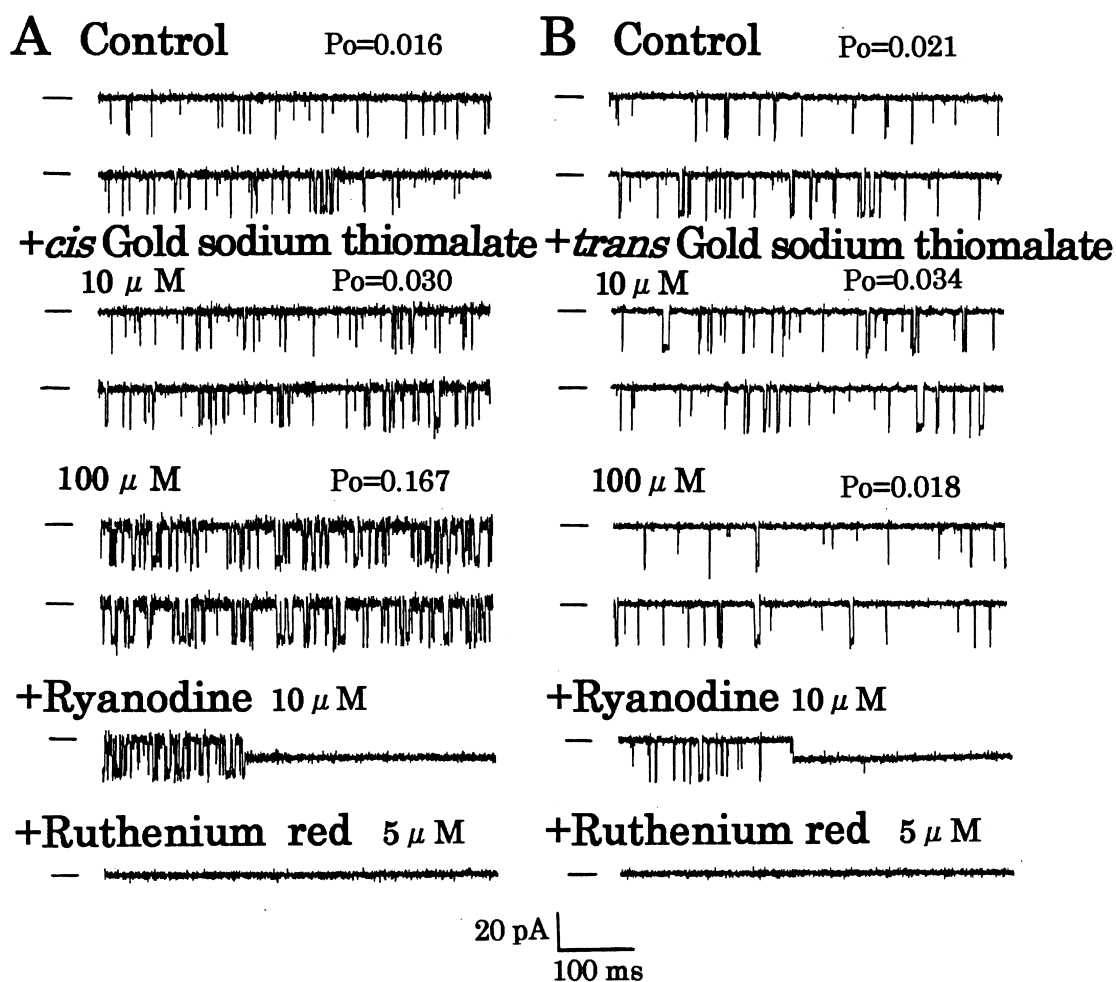 A Control Po=0.016
+cis Gold sodium thiomalate
10 μ M Po=0.030
100 μ M Po=0.167
+Ryanodine 10 μ M
+Ruthenium red 5 μ M
B Control Po=0.021
+trans Gold sodium thiomalate
10 μ M Po=0.034
100 μ M Po=0.018
+Ryanodine 10 μ M
+Ruthenium red 5 μ M
20 pA
100 ms